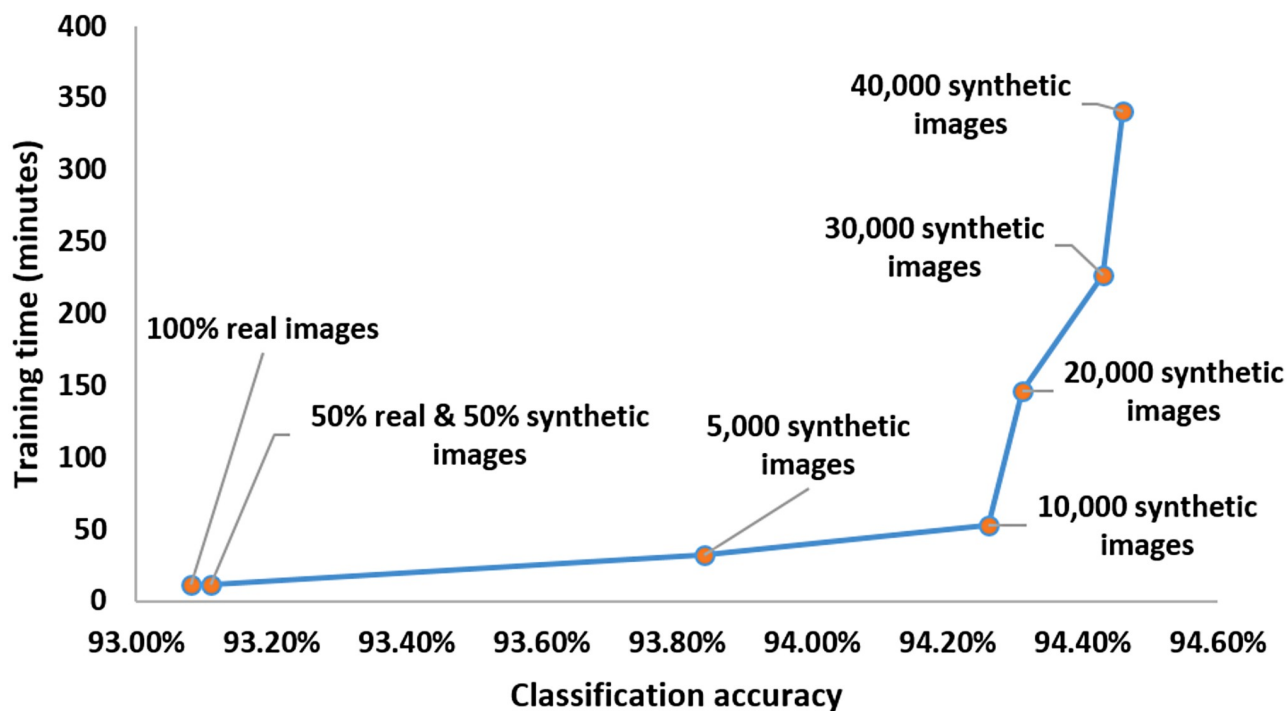 Training time (minutes)
400
350
300
250
200
150
100
50
0
40,000 synthetic
images
30,000 synthetic
images
100% real images
20,000 synthetic
images
50% real & 50% synthetic
images
5,000 synthetic
images
10,000 synthetic
images
93.00% 93.20% 93.40% 93.60% 93.80% 94.00% 94.20% 94.40% 94.60%
Classification accuracy